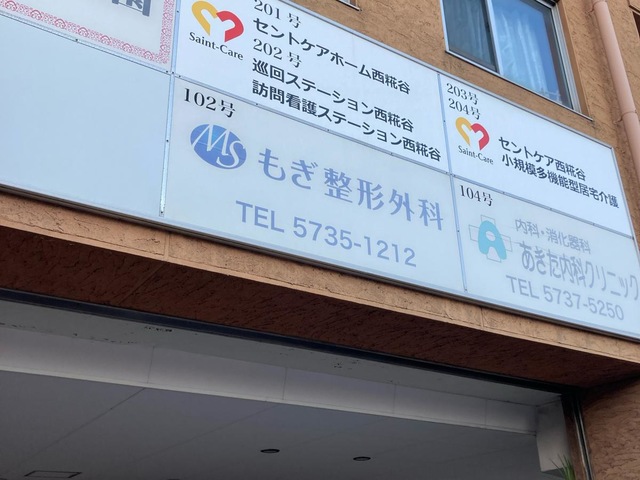 園
201号
Saint-Care
セントケアホーム西糀谷
202号
巡回ステーション西糀谷
訪問看護ステーション西糀谷
203号
204号
Saint-Care
セントケア西糀谷
小規模多機能型居宅介護
102号
MS
もぎ整形外科
TEL 5735-1212
104号
内科・消化器科
あきた内科クリニック
TEL 5737-5250